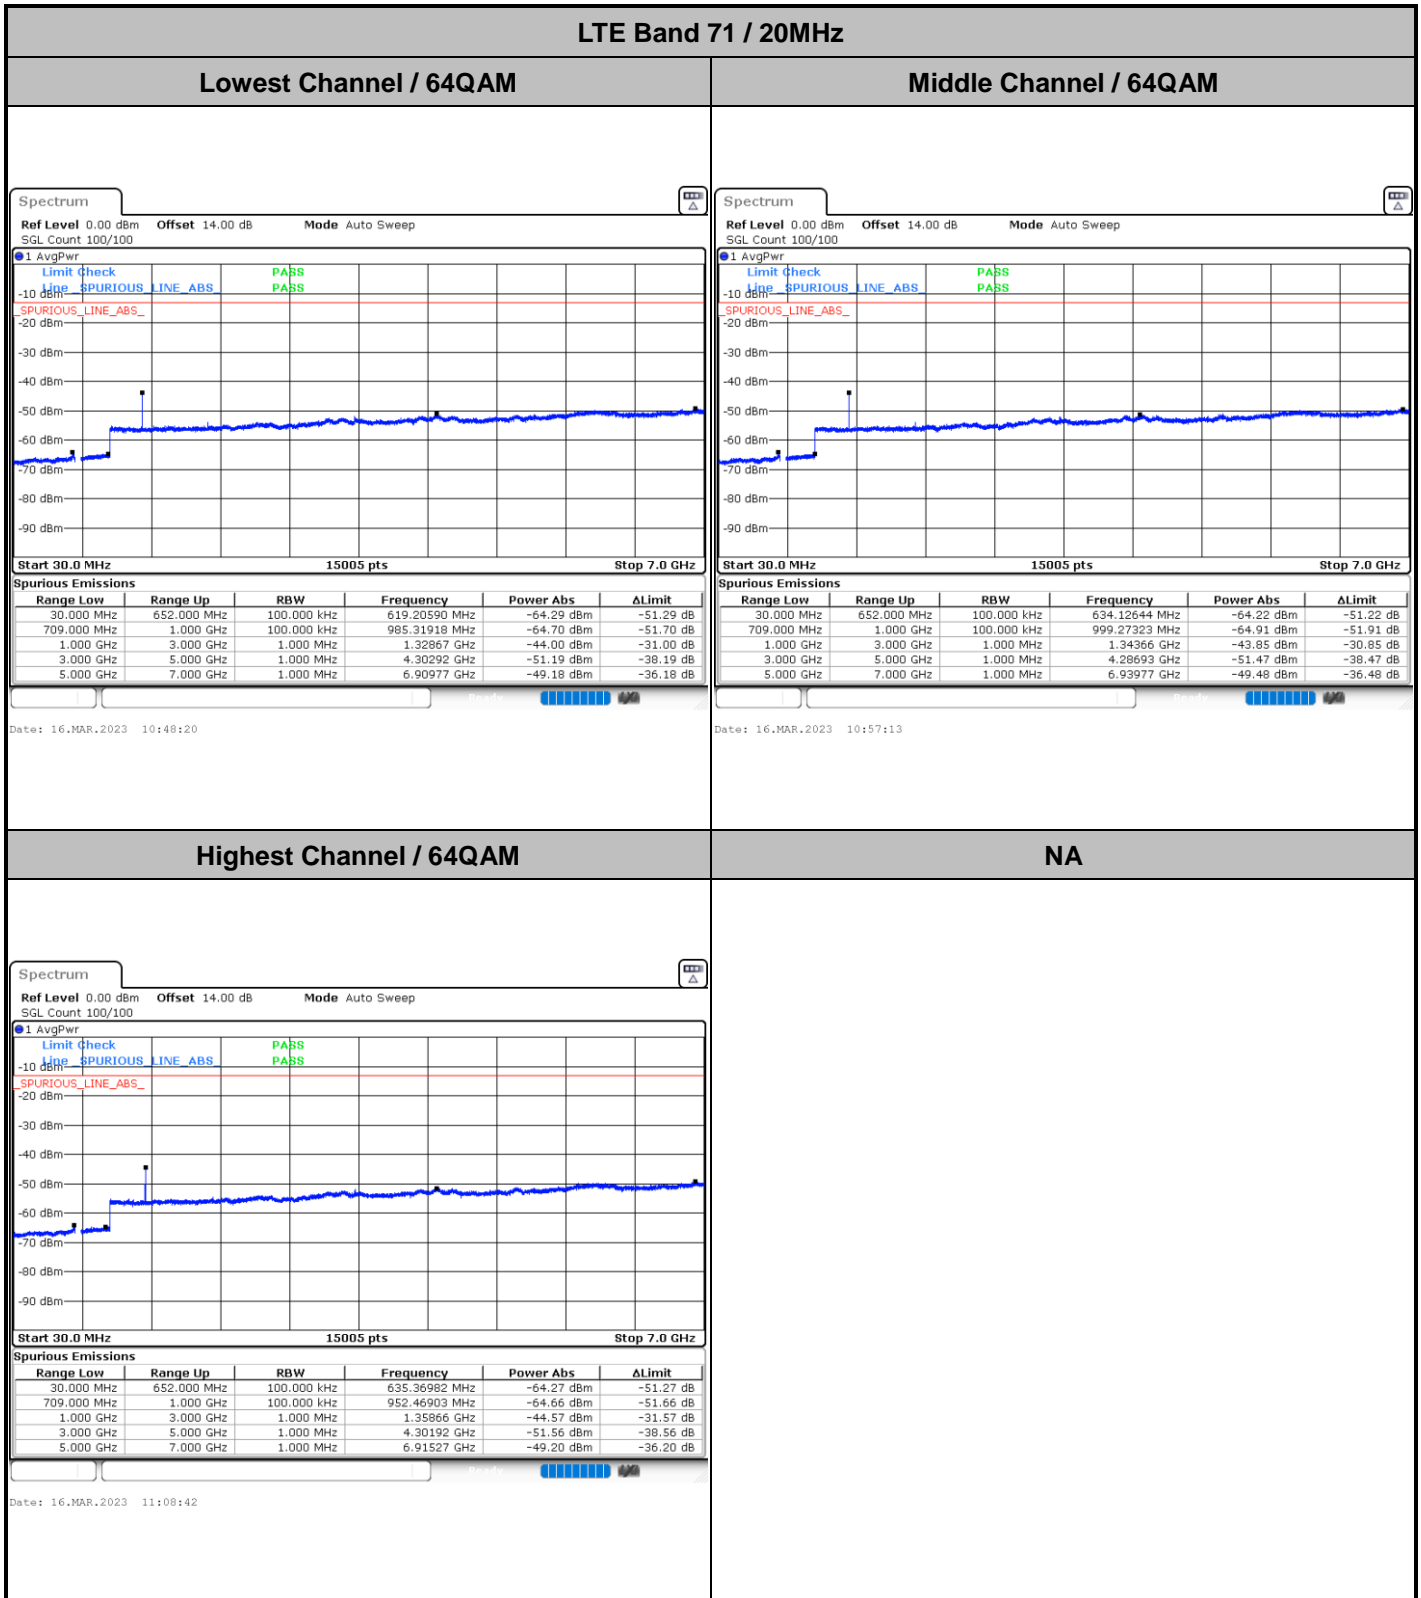 LTE Band 71 / 20MHz
Lowest Channel / 64QAM
Middle Channel / 64QAM
Spectrum
Ref Level 0.00 dBm Offset 14.00 dB Mode Auto Sweep
SGL Count 100/100
1 AvgPwr
Limit Check PASS
Line _SPURIOUS_LINE_ABS_ PASS
-10 dBm
_SPURIOUS_LINE_ABS_
-20 dBm
-30 dBm
-40 dBm
-50 dBm
-60 dBm
-70 dBm
-80 dBm
-90 dBm
Start 30.0 MHz 15005 pts Stop 7.0 GHz
Spurious Emissions
Range Low Range Up RBW Frequency Power Abs ΔLimit
30.000 MHz 652.000 MHz 100.000 kHz 619.20590 MHz -64.29 dBm -51.29 dB
709.000 MHz 1.000 GHz 100.000 kHz 985.31918 MHz -64.70 dBm -51.70 dB
1.000 GHz 3.000 GHz 1.000 MHz 1.32867 GHz -44.00 dBm -31.00 dB
3.000 GHz 5.000 GHz 1.000 MHz 4.30292 GHz -51.19 dBm -38.19 dB
5.000 GHz 7.000 GHz 1.000 MHz 6.90977 GHz -49.18 dBm -36.18 dB
Date: 16.MAR.2023 10:48:20
Spectrum
Ref Level 0.00 dBm Offset 14.00 dB Mode Auto Sweep
SGL Count 100/100
1 AvgPwr
Limit Check PASS
Line _SPURIOUS_LINE_ABS_ PASS
-10 dBm
_SPURIOUS_LINE_ABS_
-20 dBm
-30 dBm
-40 dBm
-50 dBm
-60 dBm
-70 dBm
-80 dBm
-90 dBm
Start 30.0 MHz 15005 pts Stop 7.0 GHz
Spurious Emissions
Range Low Range Up RBW Frequency Power Abs ΔLimit
30.000 MHz 652.000 MHz 100.000 kHz 634.12644 MHz -64.22 dBm -51.22 dB
709.000 MHz 1.000 GHz 100.000 kHz 999.27323 MHz -64.91 dBm -51.91 dB
1.000 GHz 3.000 GHz 1.000 MHz 1.34366 GHz -43.85 dBm -30.85 dB
3.000 GHz 5.000 GHz 1.000 MHz 4.28693 GHz -51.47 dBm -38.47 dB
5.000 GHz 7.000 GHz 1.000 MHz 6.93977 GHz -49.48 dBm -36.48 dB
Date: 16.MAR.2023 10:57:13
Highest Channel / 64QAM
NA
Spectrum
Ref Level 0.00 dBm Offset 14.00 dB Mode Auto Sweep
SGL Count 100/100
1 AvgPwr
Limit Check PASS
Line _SPURIOUS_LINE_ABS_ PASS
-10 dBm
_SPURIOUS_LINE_ABS_
-20 dBm
-30 dBm
-40 dBm
-50 dBm
-60 dBm
-70 dBm
-80 dBm
-90 dBm
Start 30.0 MHz 15005 pts Stop 7.0 GHz
Spurious Emissions
Range Low Range Up RBW Frequency Power Abs ΔLimit
30.000 MHz 652.000 MHz 100.000 kHz 635.36982 MHz -64.27 dBm -51.27 dB
709.000 MHz 1.000 GHz 100.000 kHz 952.46903 MHz -64.66 dBm -51.66 dB
1.000 GHz 3.000 GHz 1.000 MHz 1.35866 GHz -44.57 dBm -31.57 dB
3.000 GHz 5.000 GHz 1.000 MHz 4.30192 GHz -51.56 dBm -38.56 dB
5.000 GHz 7.000 GHz 1.000 MHz 6.91527 GHz -49.20 dBm -36.20 dB
Date: 16.MAR.2023 11:08:42